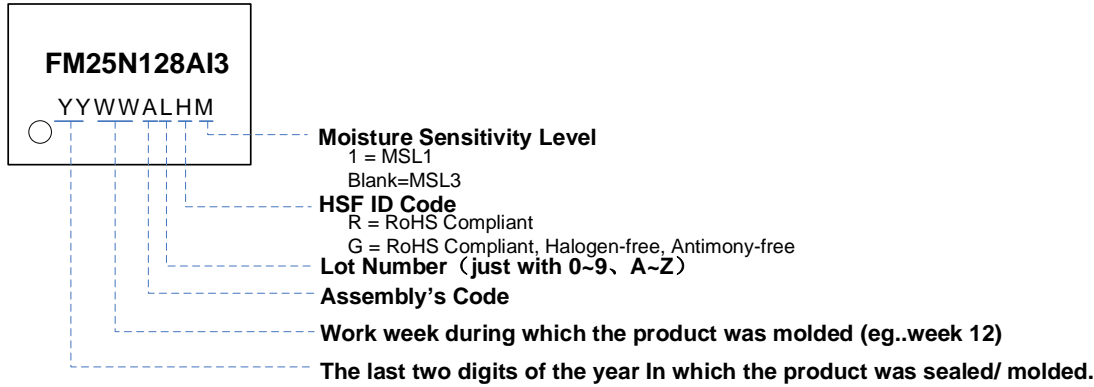 FM25N128AI3
YYWWALHM
Moisture Sensitivity Level
1 = MSL1
Blank=MSL3
HSF ID Code
R = RoHS Compliant
G = RoHS Compliant, Halogen-free, Antimony-free
Lot Number（just with 0~9、A~Z）
Assembly's Code
Work week during which the product was molded (eg..week 12)
The last two digits of the year In which the product was sealed/ molded.